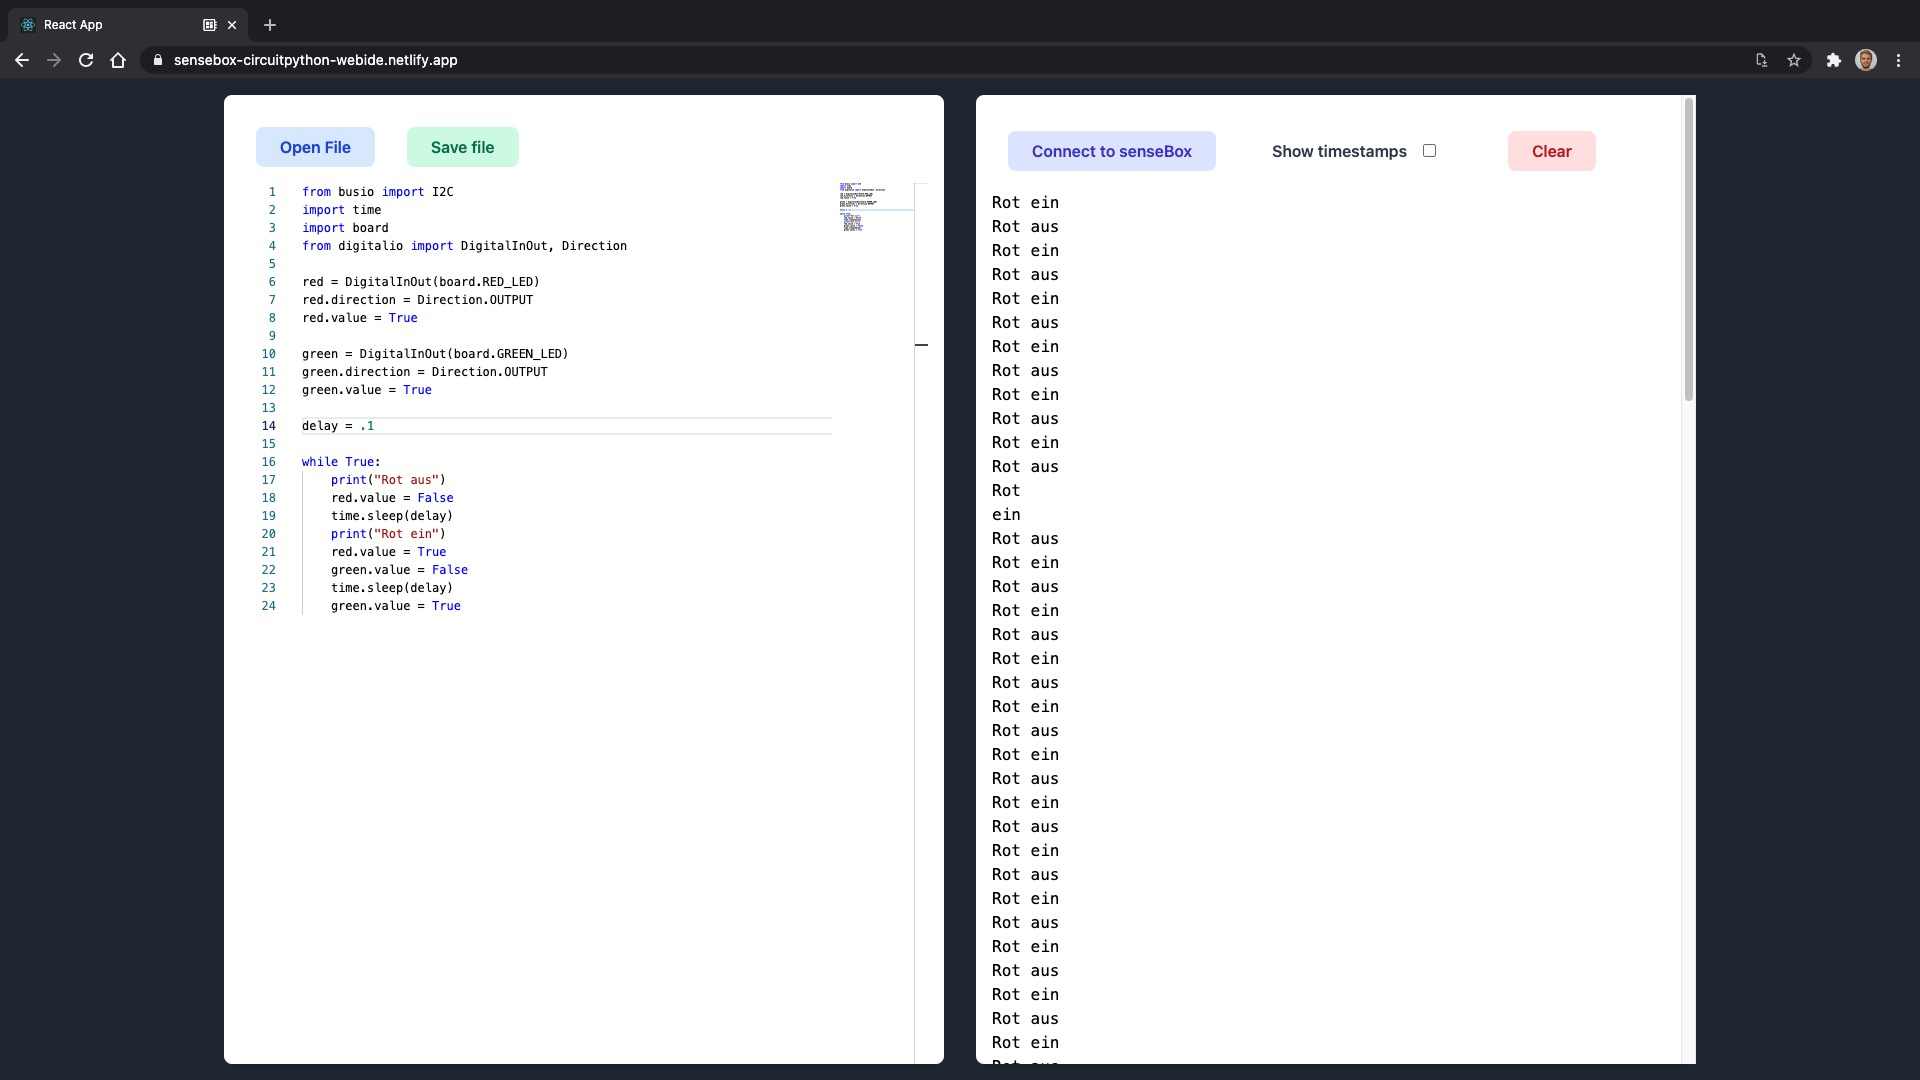 React App
sensebox-circuitpython-webide.netlify.app
Open File
Save file
1 from busio import I2C
2 import time
3 import board
4 from digitalio import DigitalInOut, Direction
5
6 red = DigitalInOut(board.RED_LED)
7 red.direction = Direction.OUTPUT
8 red.value = True
9
10 green = DigitalInOut(board.GREEN_LED)
11 green.direction = Direction.OUTPUT
12 green.value = True
13
14 delay = .1
15
16 while True:
17 print("Rot aus")
18 red.value = False
19 time.sleep(delay)
20 print("Rot ein")
21 red.value = True
22 green.value = False
23 time.sleep(delay)
24 green.value = True
Connect to senseBox
Show timestamps
Clear
Rot ein
Rot aus
Rot ein
Rot aus
Rot ein
Rot aus
Rot ein
Rot aus
Rot ein
Rot aus
Rot ein
Rot aus
Rot
ein
Rot aus
Rot ein
Rot aus
Rot ein
Rot aus
Rot ein
Rot aus
Rot ein
Rot aus
Rot ein
Rot aus
Rot ein
Rot aus
Rot ein
Rot aus
Rot ein
Rot aus
Rot ein
Rot aus
Rot ein
Rot aus
Rot ein
Rot aus